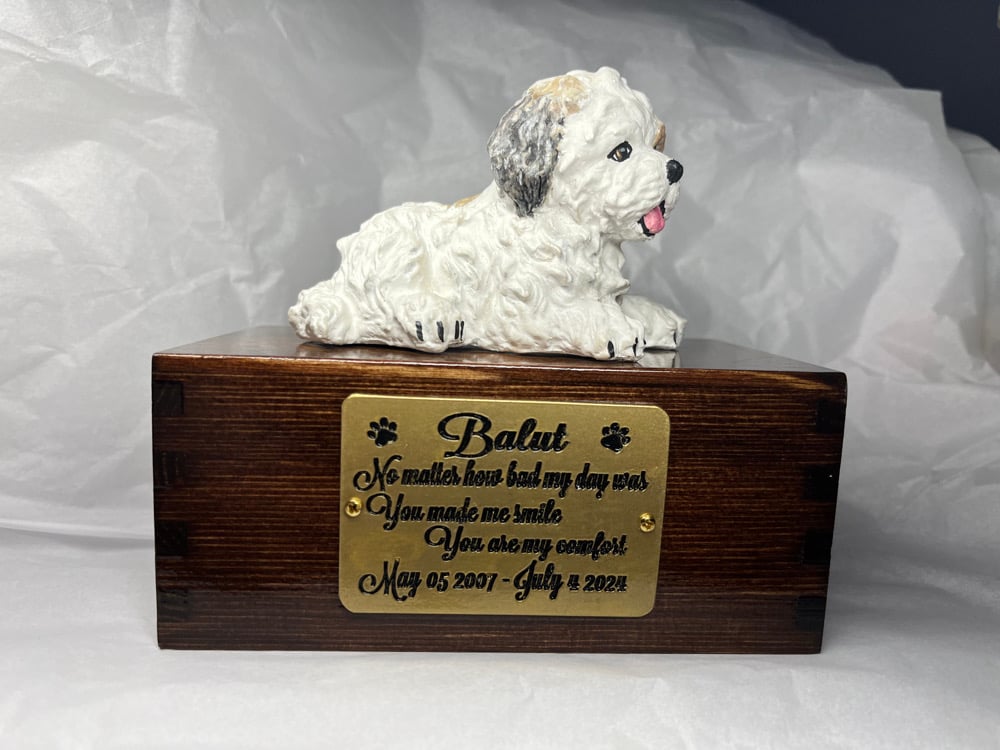 Balut
No matter how bad my day was
You made me smile
You are my comfort
May 05 2007 - July 4 2024